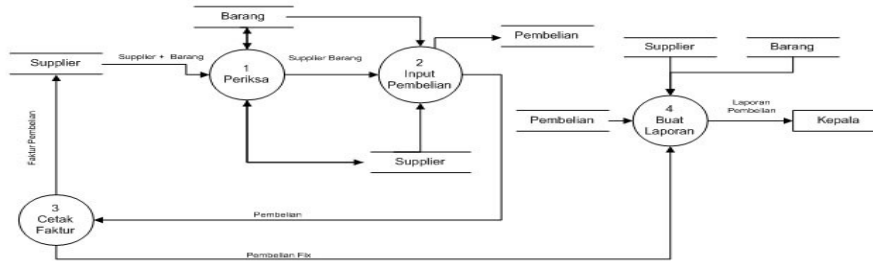 Barang
Supplier
Supplier + Barang
1
Periksa
Supplier Barang
2
Input
Pembelian
Pembelian
Supplier
Barang
Supplier
Pembelian
4
Buat
Laporan
Laporan
Pembelian
Kepala
Faktur Pembelian
3
Cetak
Faktur
Pembelian
Pembelian Fix